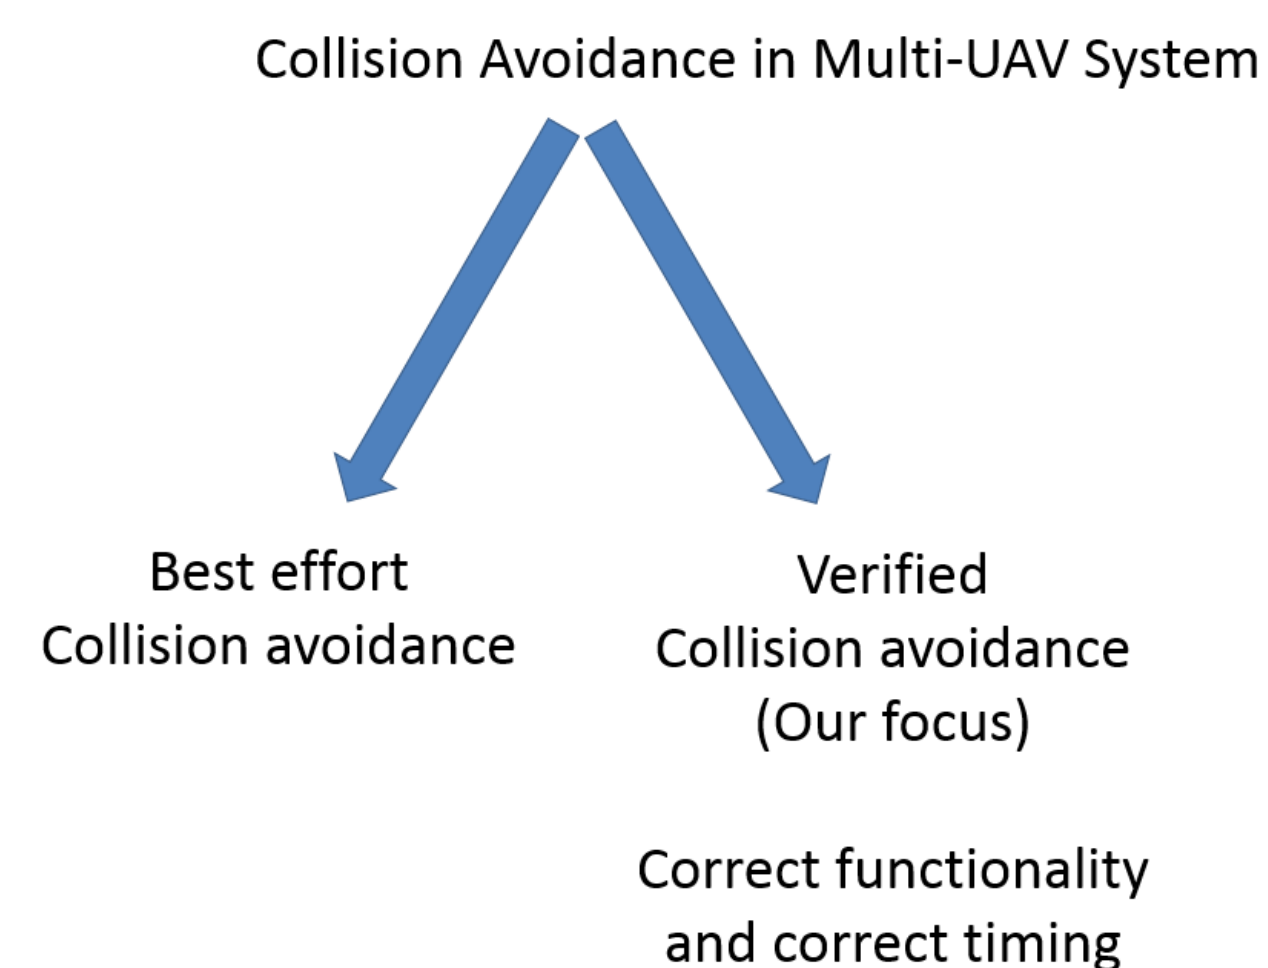 Collision Avoidance in Multi-UAV System
Best effort
Collision avoidance
Verified
Collision avoidance
(Our focus)
Correct functionality
and correct timing